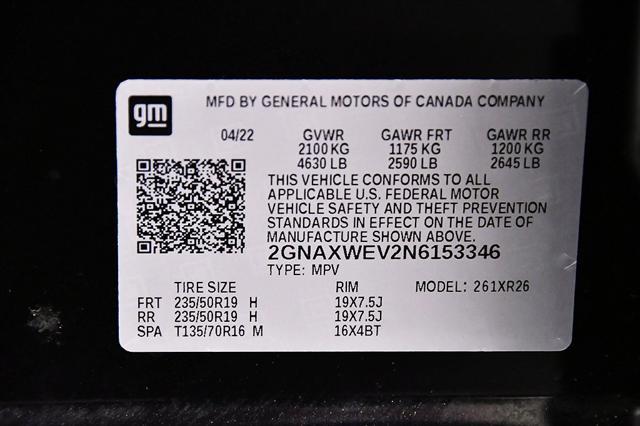 gm
MFD BY GENERAL MOTORS OF CANADA COMPANY
04/22 GVWR GAWR FRT GAWR RR
2100 KG 1175 KG 1200 KG
4630 LB 2590 LB 2645 LB
THIS VEHICLE CONFORMS TO ALL
APPLICABLE U.S. FEDERAL MOTOR
VEHICLE SAFETY AND THEFT PREVENTION
STANDARDS IN EFFECT ON THE DATE OF
MANUFACTURE SHOWN ABOVE.
2GNAXWEV2N6153346
TYPE: MPV
TIRE SIZE RIM MODEL: 261XR26
FRT 235/50R19 H 19X7.5J
RR 235/50R19 H 19X7.5J
SPA T135/70R16 M 16X4BT